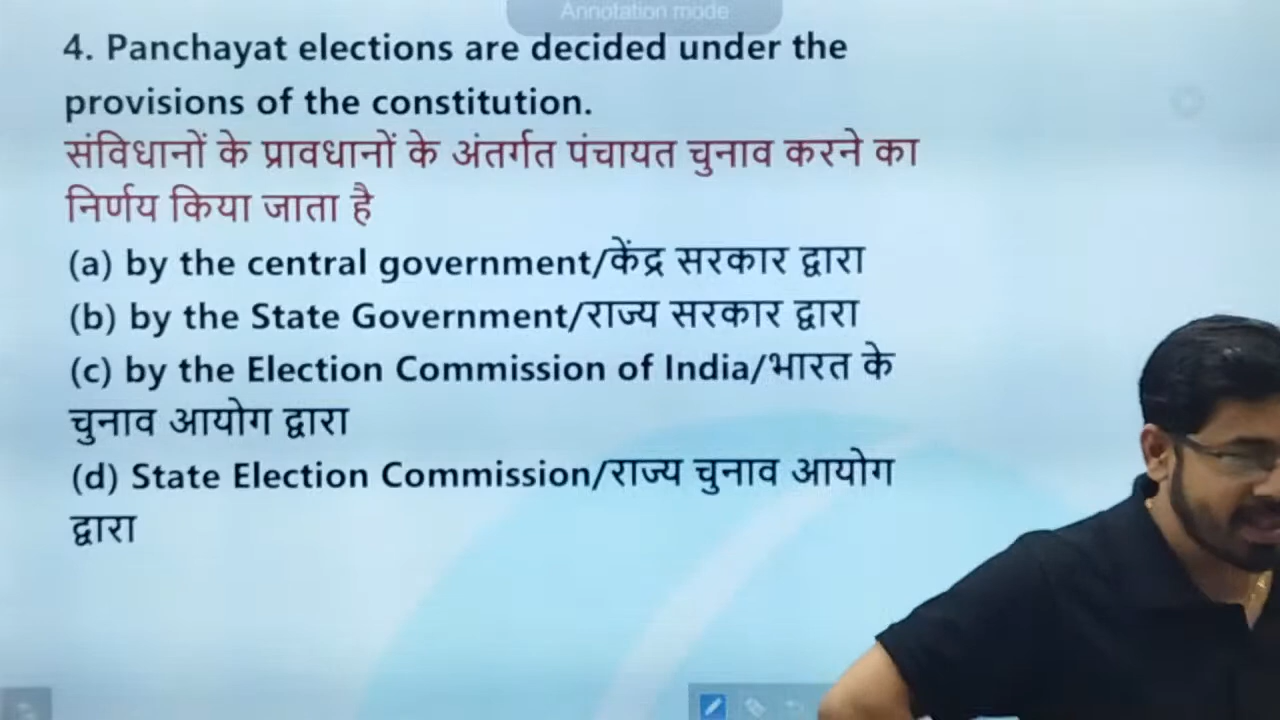 Annotation mode
4. Panchayat elections are decided under the
provisions of the constitution.
संविधानों के प्रावधानों के अंतर्गत पंचायत चुनाव करने का
निर्णय किया जाता है
(a) by the central government/केंद्र सरकार द्वारा
(b) by the State Government/राज्य सरकार द्वारा
(c) by the Election Commission of India/भारत के
चुनाव आयोग द्वारा
(d) State Election Commission/राज्य चुनाव आयोग
द्वारा